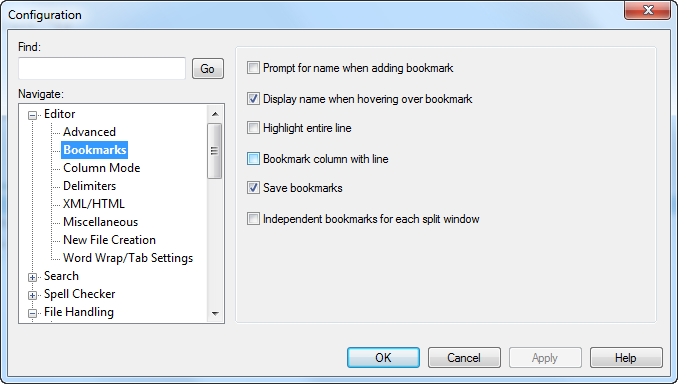 Configuration
Find:
Go
Navigate:
Editor
Advanced
Bookmarks
Column Mode
Delimiters
XML/HTML
Miscellaneous
New File Creation
Word Wrap/Tab Settings
Search
Spell Checker
File Handling
Prompt for name when adding bookmark
Display name when hovering over bookmark
Highlight entire line
Bookmark column with line
Save bookmarks
Independent bookmarks for each split window
OK Cancel Apply Help